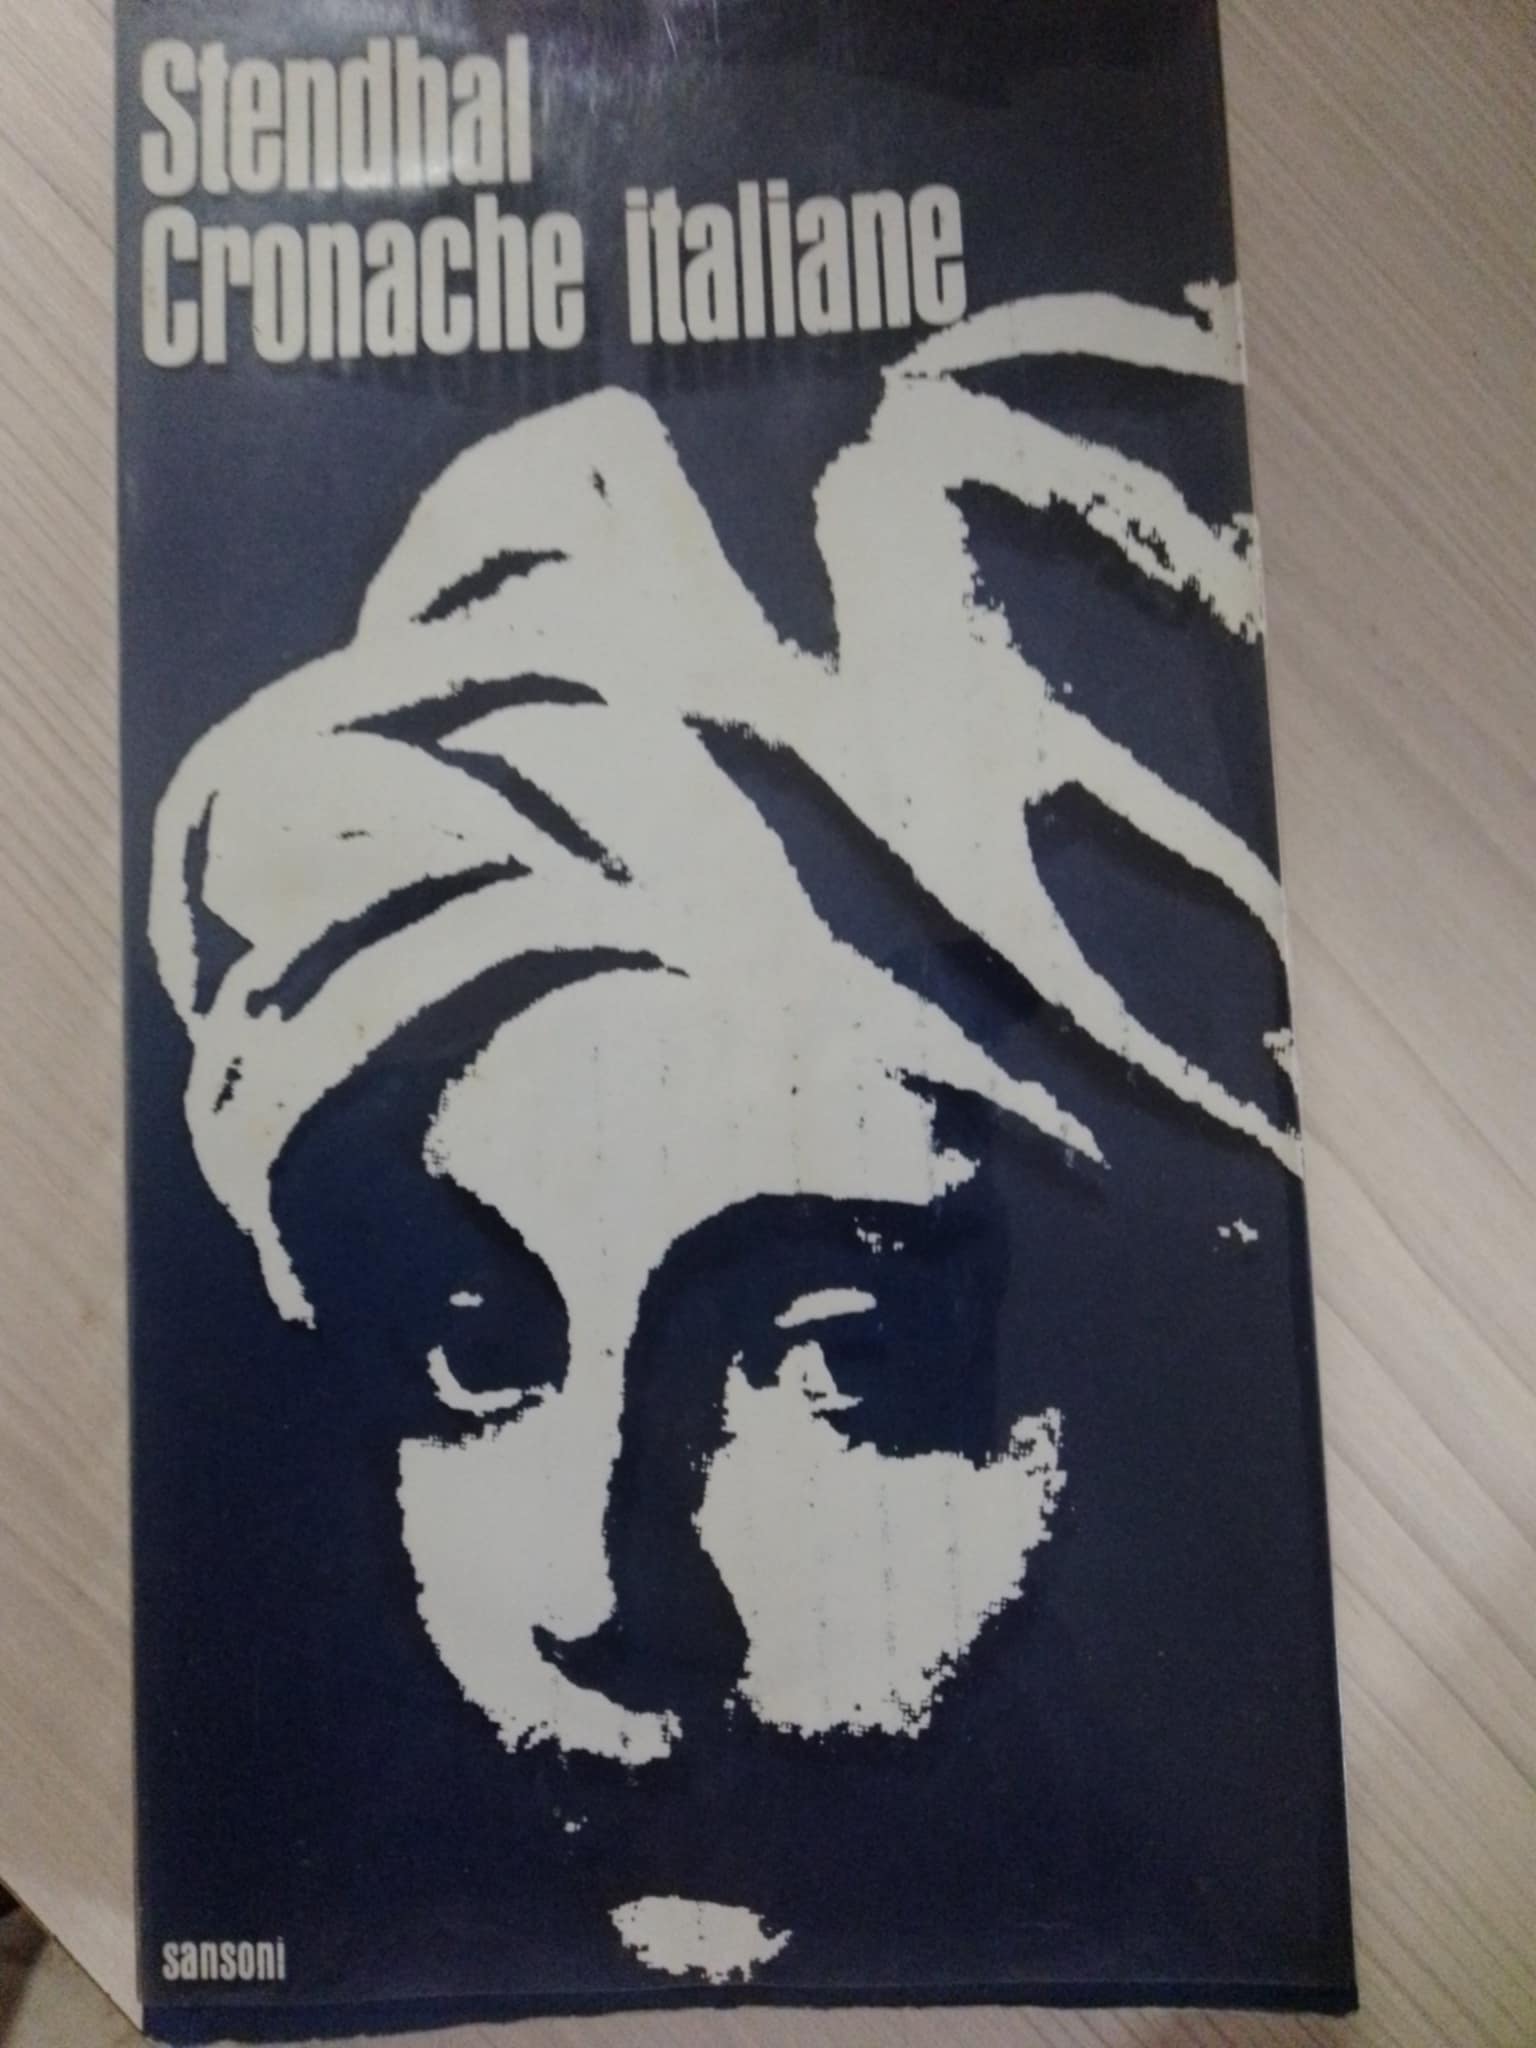 Stendhal
Cronache italiane
sansoni